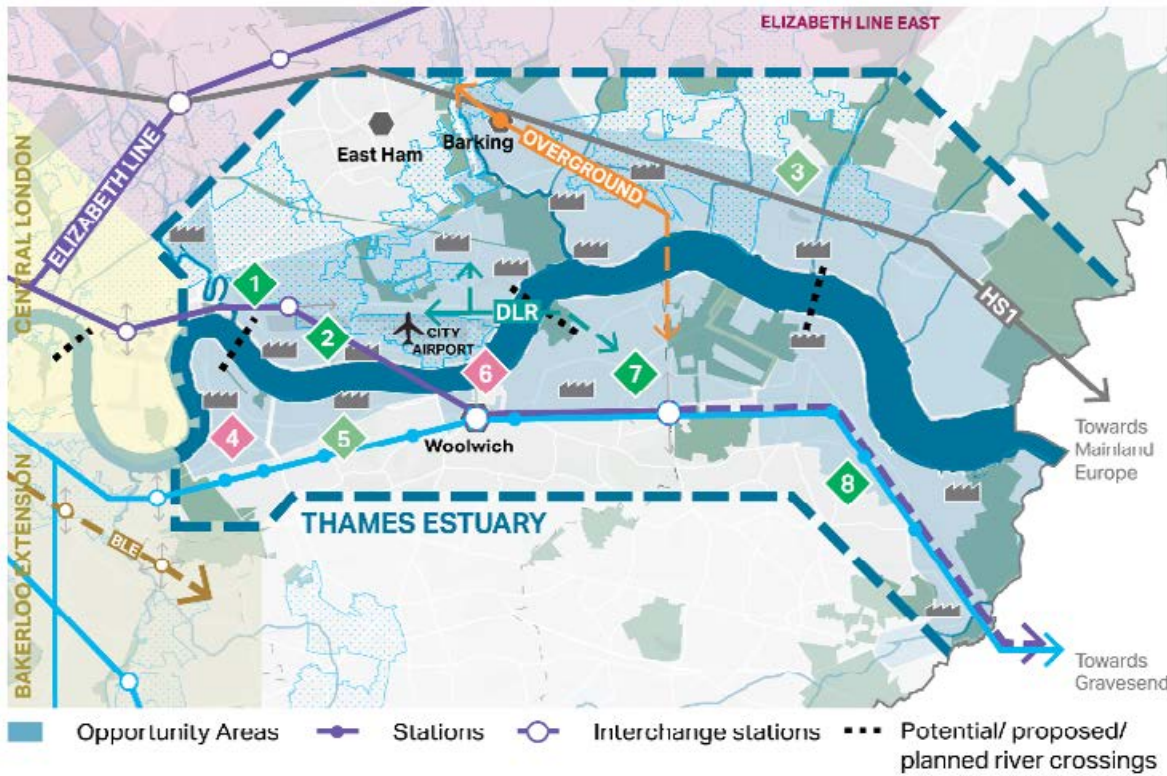 ELIZABETH LINE EAST
CENTRAL LONDON
ELIZABETH LINE
East Ham
Barking
OVERGROUND
3
1
2
DLR
CITY
AIRPORT
HS1
6
7
4
5
Woolwich
8
Towards
Mainland
Europe
BAKERLOO EXTENSION
BLE
THAMES ESTUARY
Towards
Gravesend
Opportunity Areas
Stations
Interchange stations
Potential/ proposed/
planned river crossings